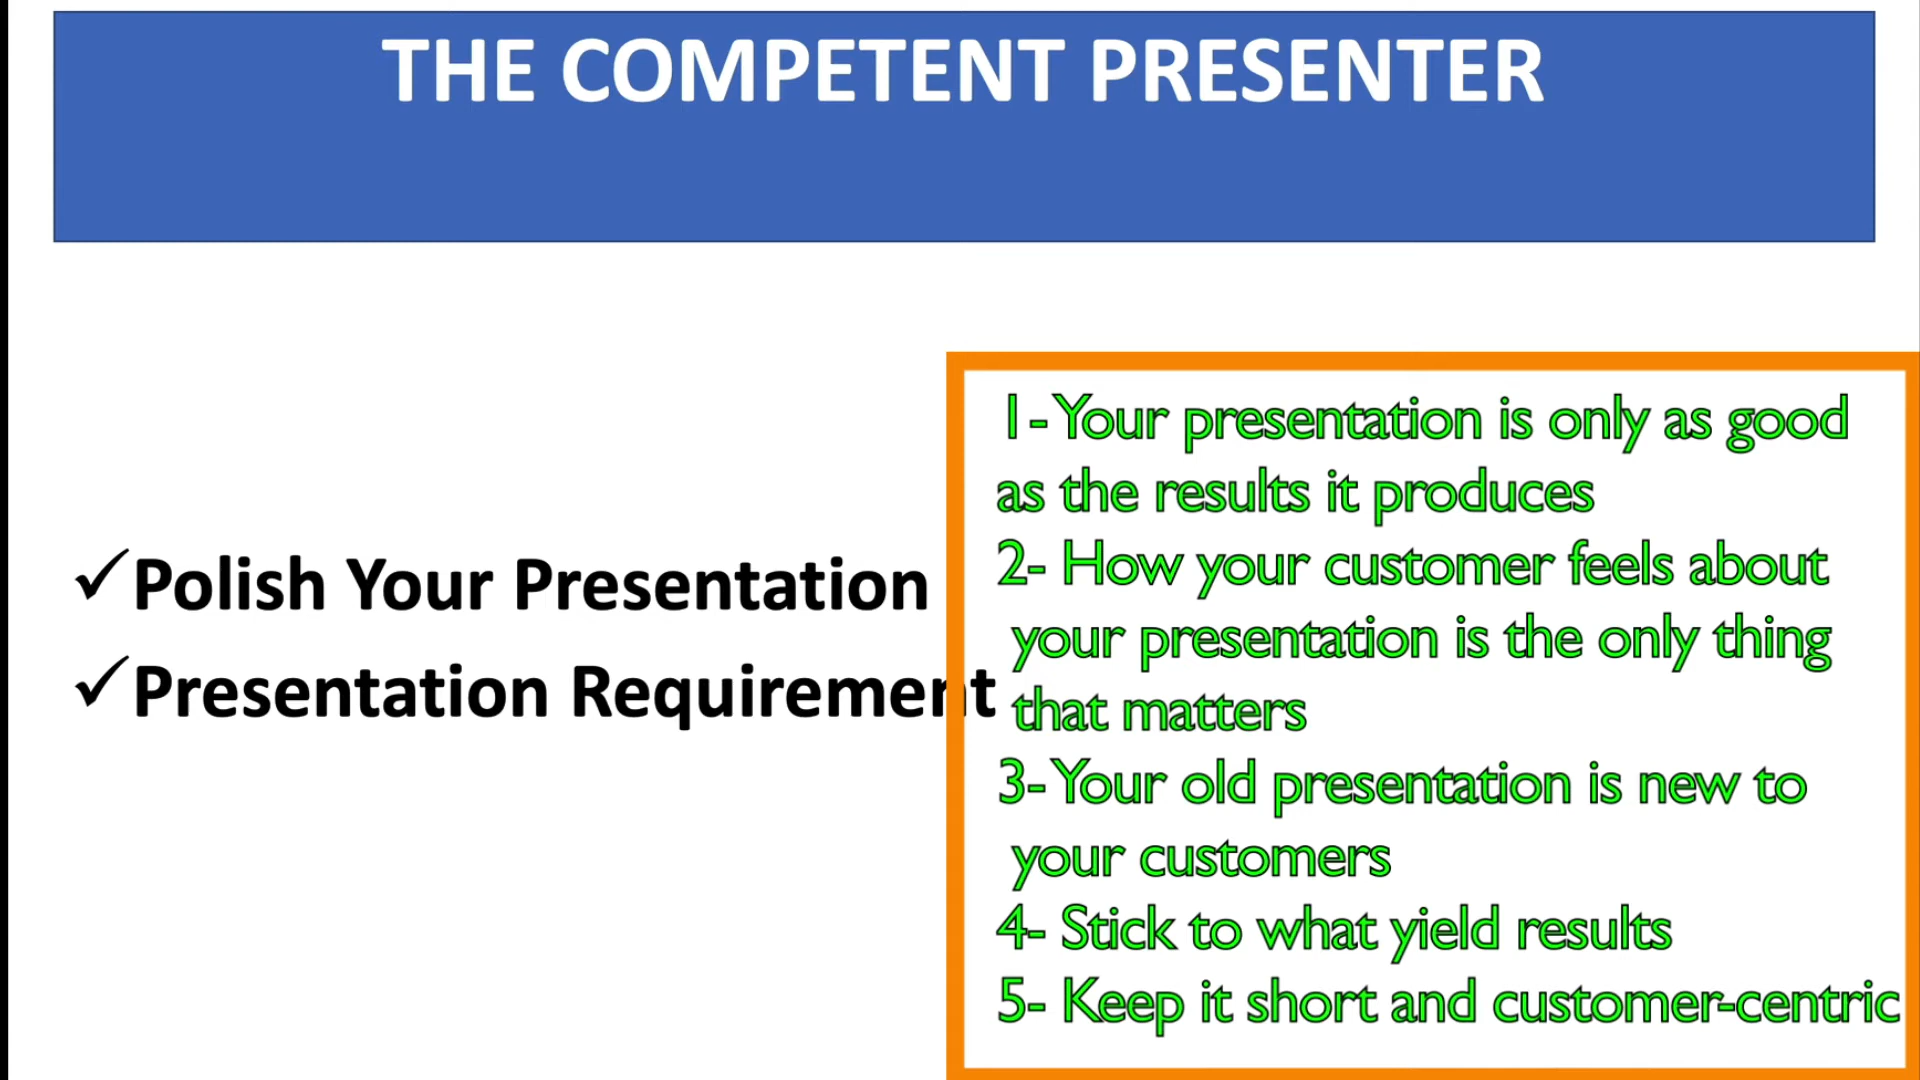 THE COMPETENT PRESENTER
✓Polish Your Presentation
✓Presentation Requirement
1- Your presentation is only as good
as the results it produces
2- How your customer feels about
your presentation is the only thing
that matters
3- Your old presentation is new to
your customers
4- Stick to what yield results
5- Keep it short and customer-centric